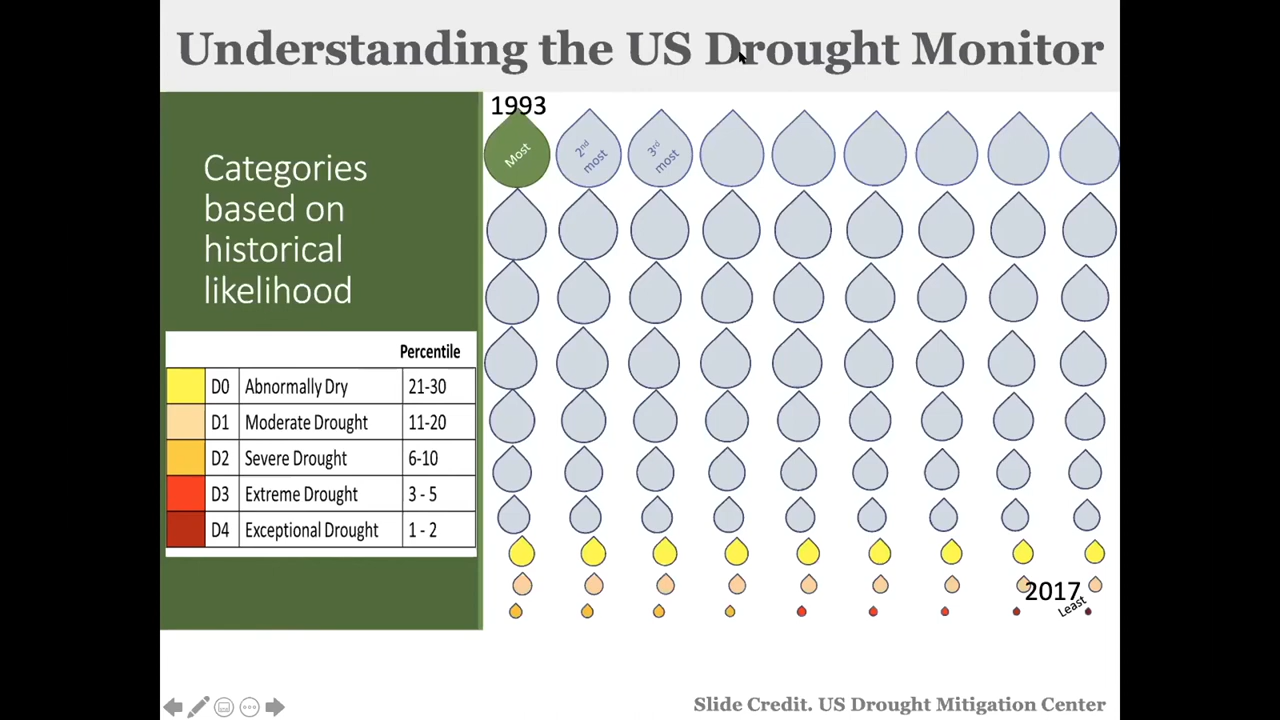 Understanding the US Drought Monitor
Categories
based on
historical
likelihood
Percentile
D0 Abnormally Dry 21-30
D1 Moderate Drought 11-20
D2 Severe Drought 6-10
D3 Extreme Drought 3 - 5
D4 Exceptional Drought 1 - 2
1993
Most
2nd
most
3rd
most
2017
Least
Slide Credit. US Drought Mitigation Center